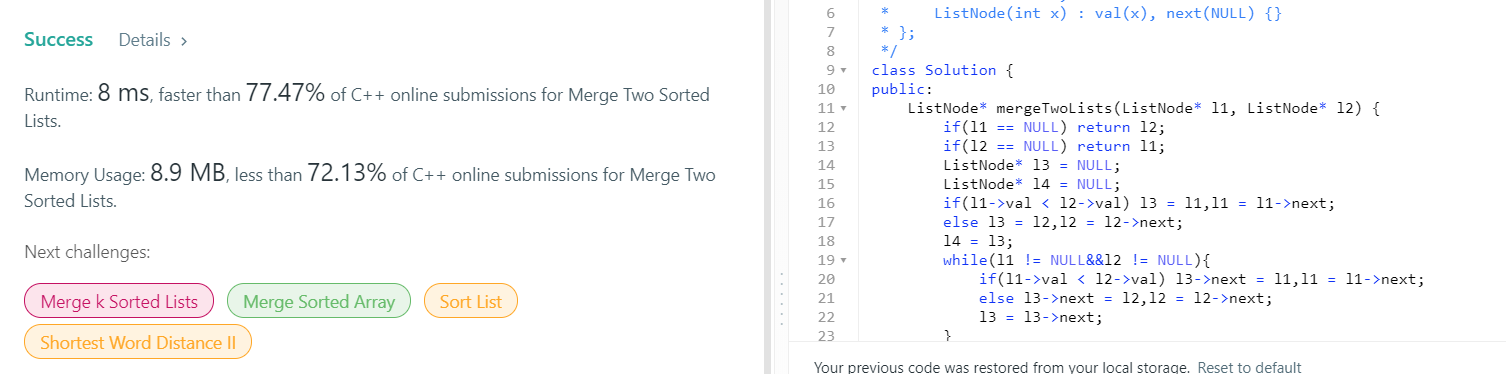 Success Details >
Runtime: 8 ms, faster than 77.47% of C++ online submissions for Merge Two Sorted
Lists.
Memory Usage: 8.9 MB, less than 72.13% of C++ online submissions for Merge Two
Sorted Lists.
Next challenges:
Merge k Sorted Lists Merge Sorted Array Sort List
Shortest Word Distance II
6 * ListNode(int x) : val(x), next(NULL) {}
7 * };
8 */
9 class Solution {
10 public:
11 ListNode* mergeTwoLists(ListNode* l1, ListNode* l2) {
12 if(l1 == NULL) return l2;
13 if(l2 == NULL) return l1;
14 ListNode* l3 = NULL;
15 ListNode* l4 = NULL;
16 if(l1->val < l2->val) l3 = l1,l1 = l1->next;
17 else l3 = l2,l2 = l2->next;
18 l4 = l3;
19 while(l1 != NULL&&l2 != NULL){
20 if(l1->val < l2->val) l3->next = l1,l1 = l1->next;
21 else l3->next = l2,l2 = l2->next;
22 l3 = l3->next;
23 }
Your previous code was restored from your local storage. Reset to default